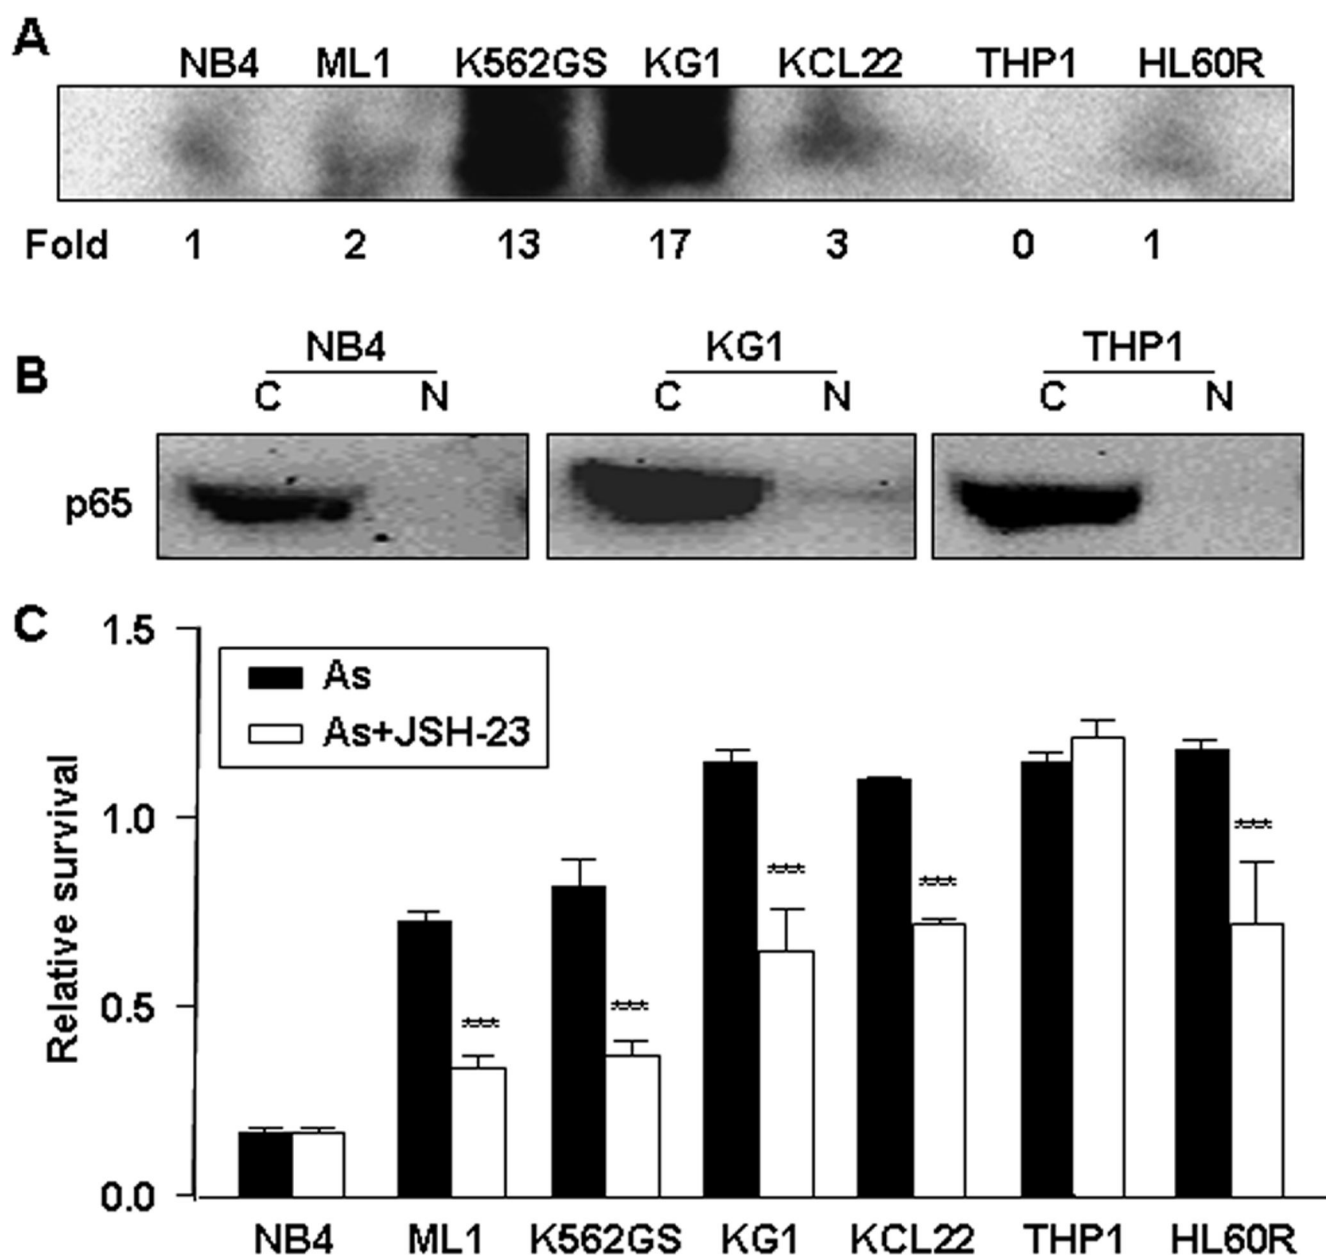 A
NB4 ML1 K562GS KG1 KCL22 THP1 HL60R
Fold 1 2 13 17 3 0 1
B
NB4 KG1 THP1
C N C N C N
p65
C
1.5
As
As+JSH-23
1.0
0.5
0.0
Relative survival
***
***
***
***
***
NB4 ML1 K562GS KG1 KCL22 THP1 HL60R